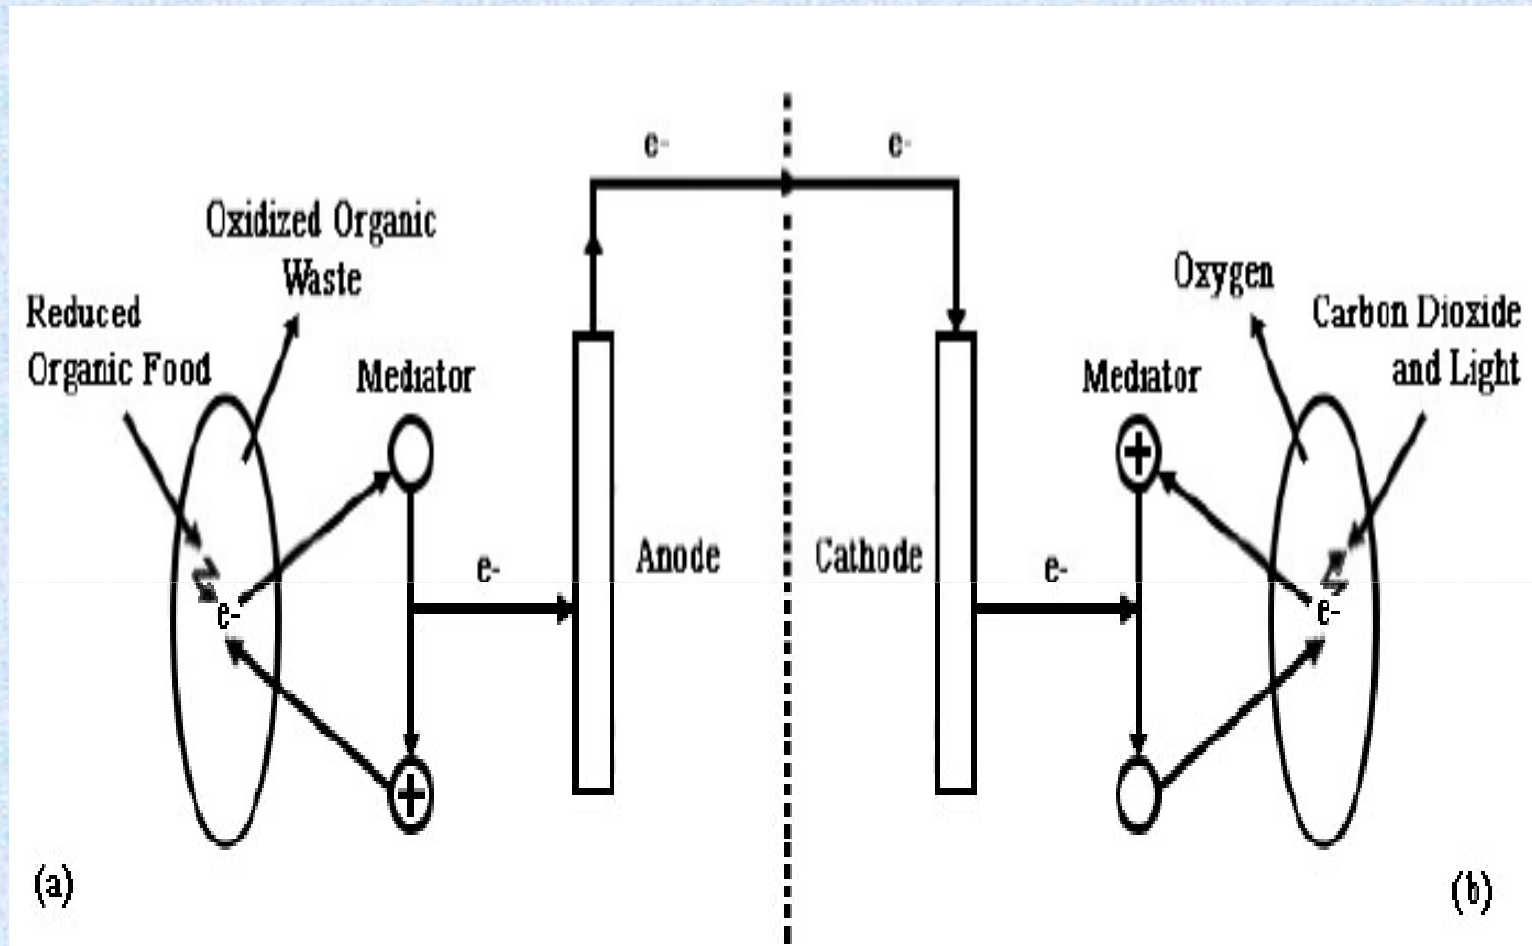 e- e-
Oxidized Organic
Waste
Reduced
Organic Food
Mediator
Oxygen
Carbon Dioxide
and Light
Mediator
Anode
Cathode
e- e-
e- e-
+
+
(a)
(b)